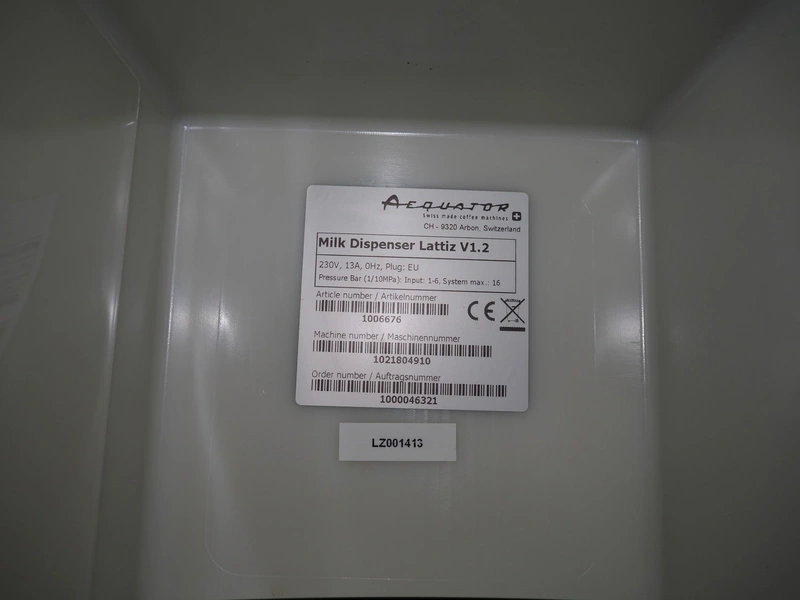 AEQUATOR
swiss made coffee machines
CH - 9320 Arbon, Switzerland
Milk Dispenser Lattiz V1.2
230V, 13A, 0Hz, Plug: EU
Pressure Bar (1/10MPa): Input: 1-6, System max.: 16
Article number / Artikelnummer
1006676
CE
Machine number / Maschinennummer
1021804910
Order number / Auftragsnummer
1000046321
LZ001413